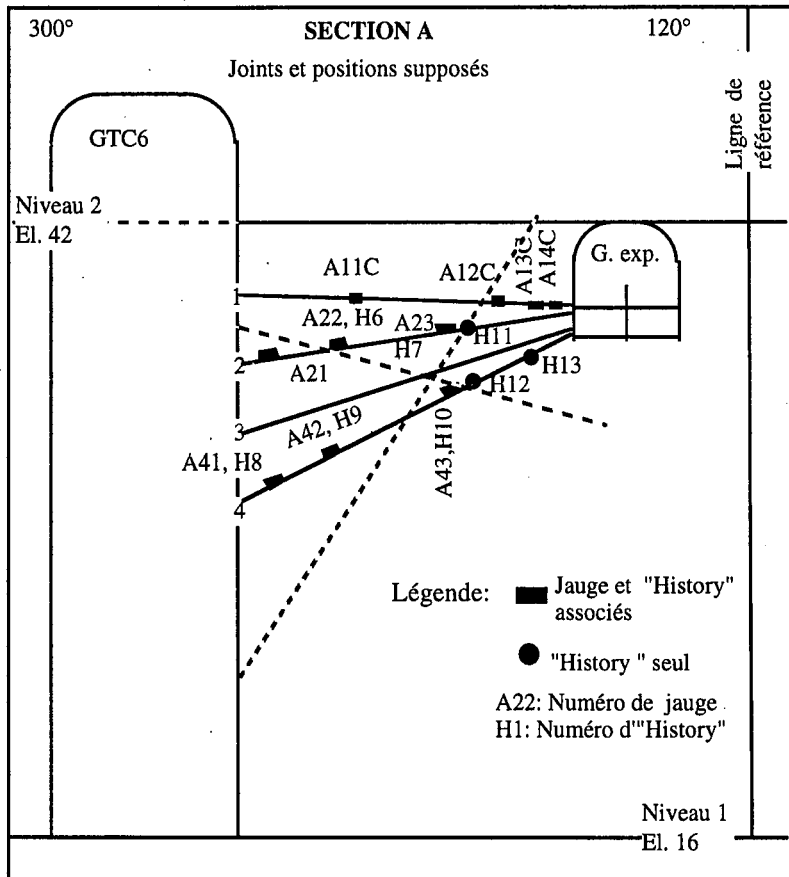 300°
SECTION A
120°
Joints et positions supposés
GTC6
Ligne de
référence
Niveau 2
El. 42
G. exp.
A11C
A12C
A13C
A14C
1
A22, H6
A23
H7
H11
2
A21
H13
H12
3
A42, H9
A41, H8
A43,H10
4
Légende:
Jauge et "History"
associés
"History " seul
A22: Numéro de jauge
H1: Numéro d'"History"
Niveau 1
El. 16